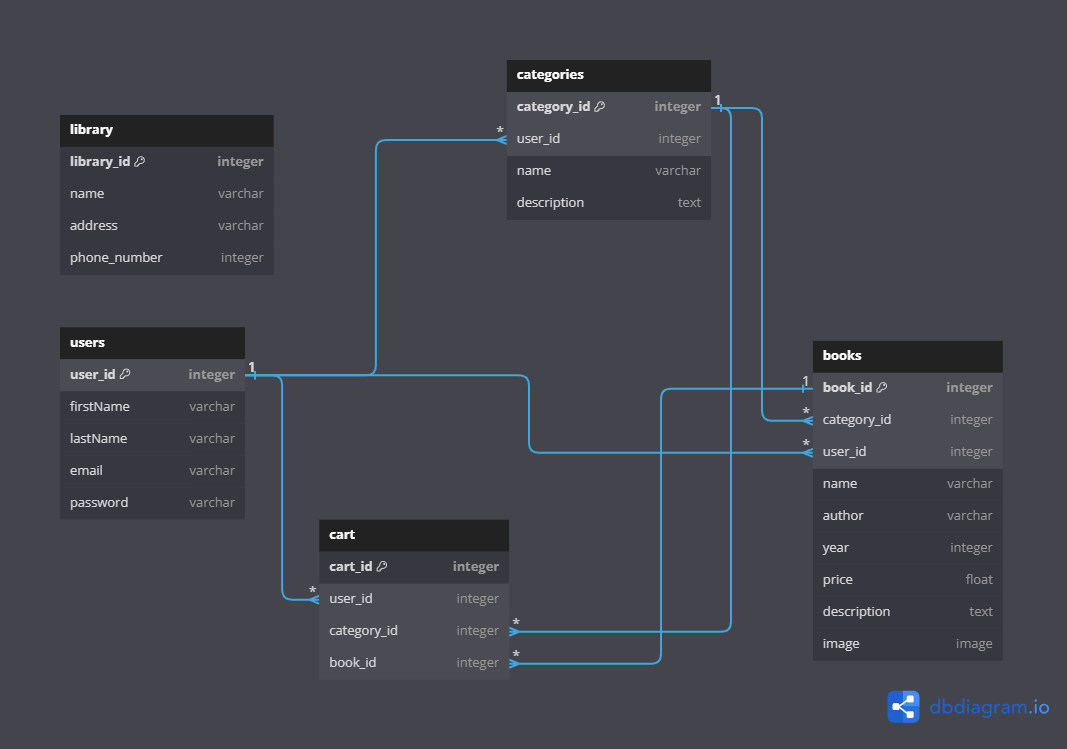 categories
category_id integer
user_id integer
name varchar
description text
1
*
library
library_id integer
name varchar
address varchar
phone_number integer
users
user_id integer
firstName varchar
lastName varchar
email varchar
password varchar
1
books
book_id integer
category_id integer
user_id integer
name varchar
author varchar
year integer
price float
description text
image image
1
*
*
cart
cart_id integer
user_id integer
category_id integer
book_id integer
*
*
*
dbdiagram.io